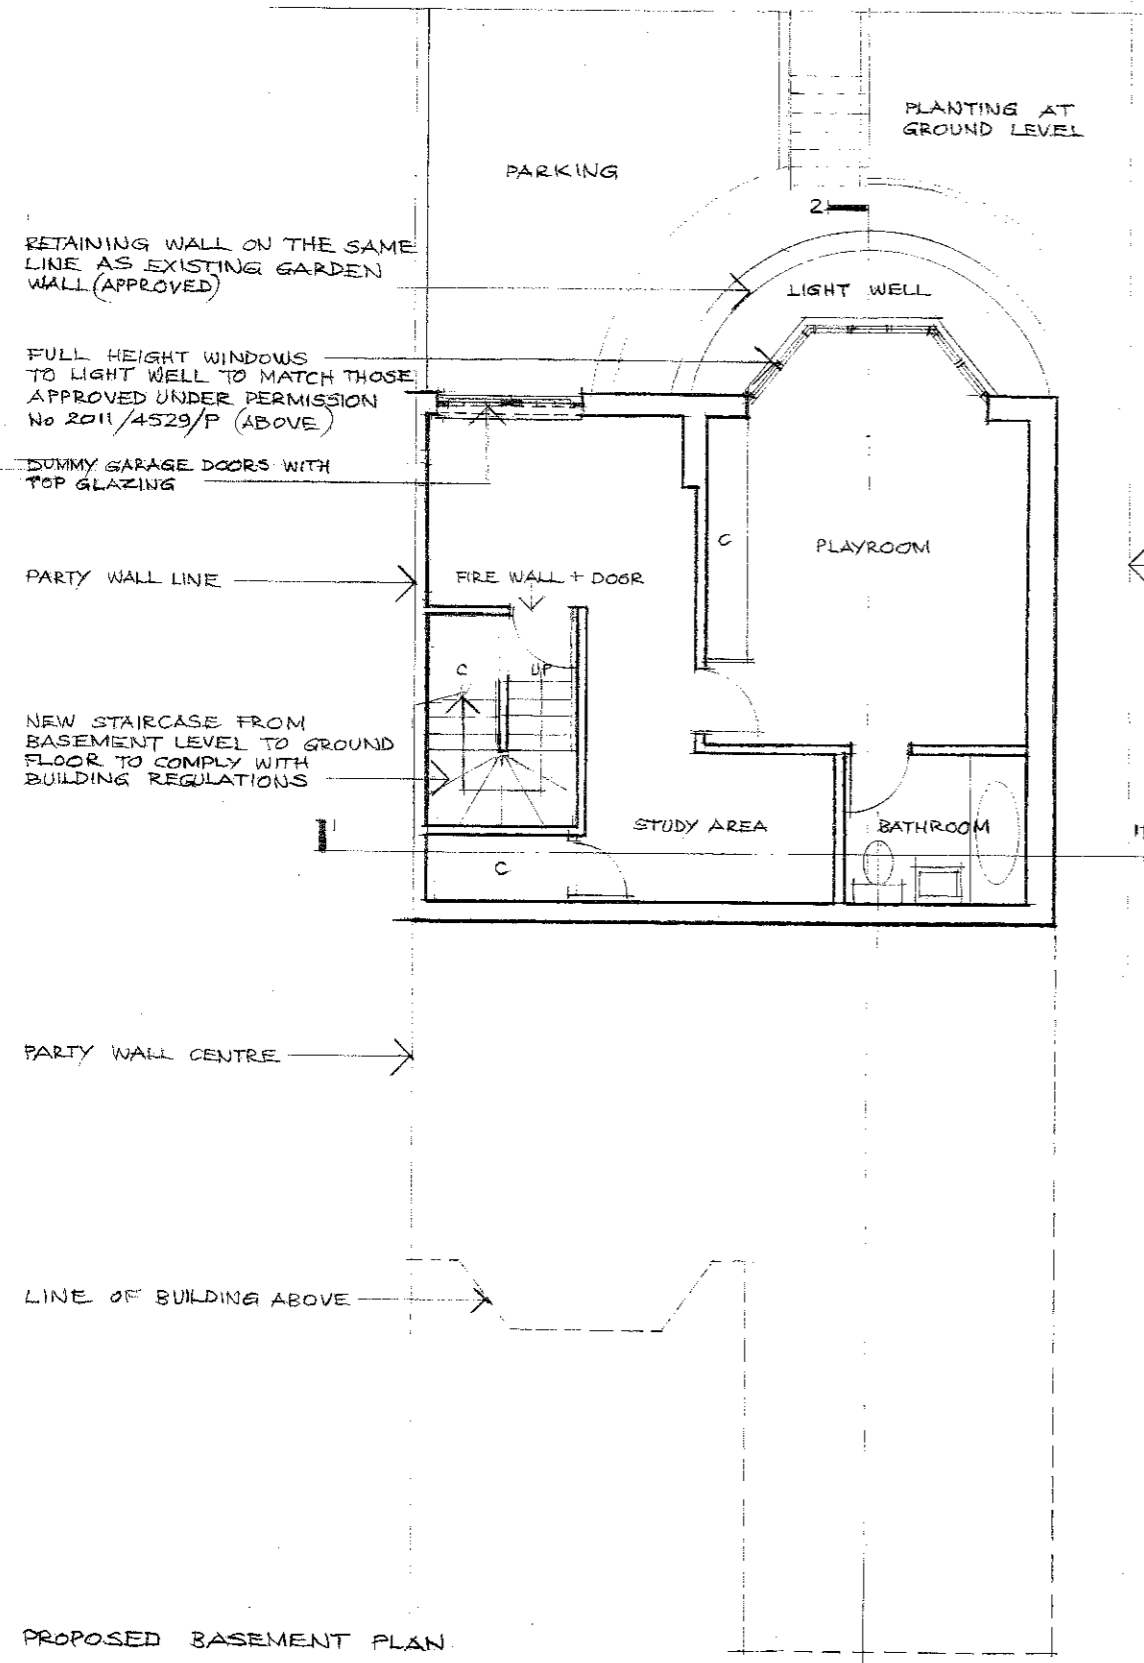 PLANTING AT
GROUND LEVEL
PARKING
2
RETAINING WALL ON THE SAME
LINE AS EXISTING GARDEN
WALL (APPROVED)
LIGHT WELL
FULL HEIGHT WINDOWS
TO LIGHT WELL TO MATCH THOSE
APPROVED UNDER PERMISSION
No 2011/4529/P (ABOVE)
DUMMY GARAGE DOORS WITH
TOP GLAZING
C
PLAYROOM
PARTY WALL LINE
FIRE WALL + DOOR
C
UP
NEW STAIRCASE FROM
BASEMENT LEVEL TO GROUND
FLOOR TO COMPLY WITH
BUILDING REGULATIONS
1
STUDY AREA
BATHROOM
C
PARTY WALL CENTRE
LINE OF BUILDING ABOVE
PROPOSED BASEMENT PLAN